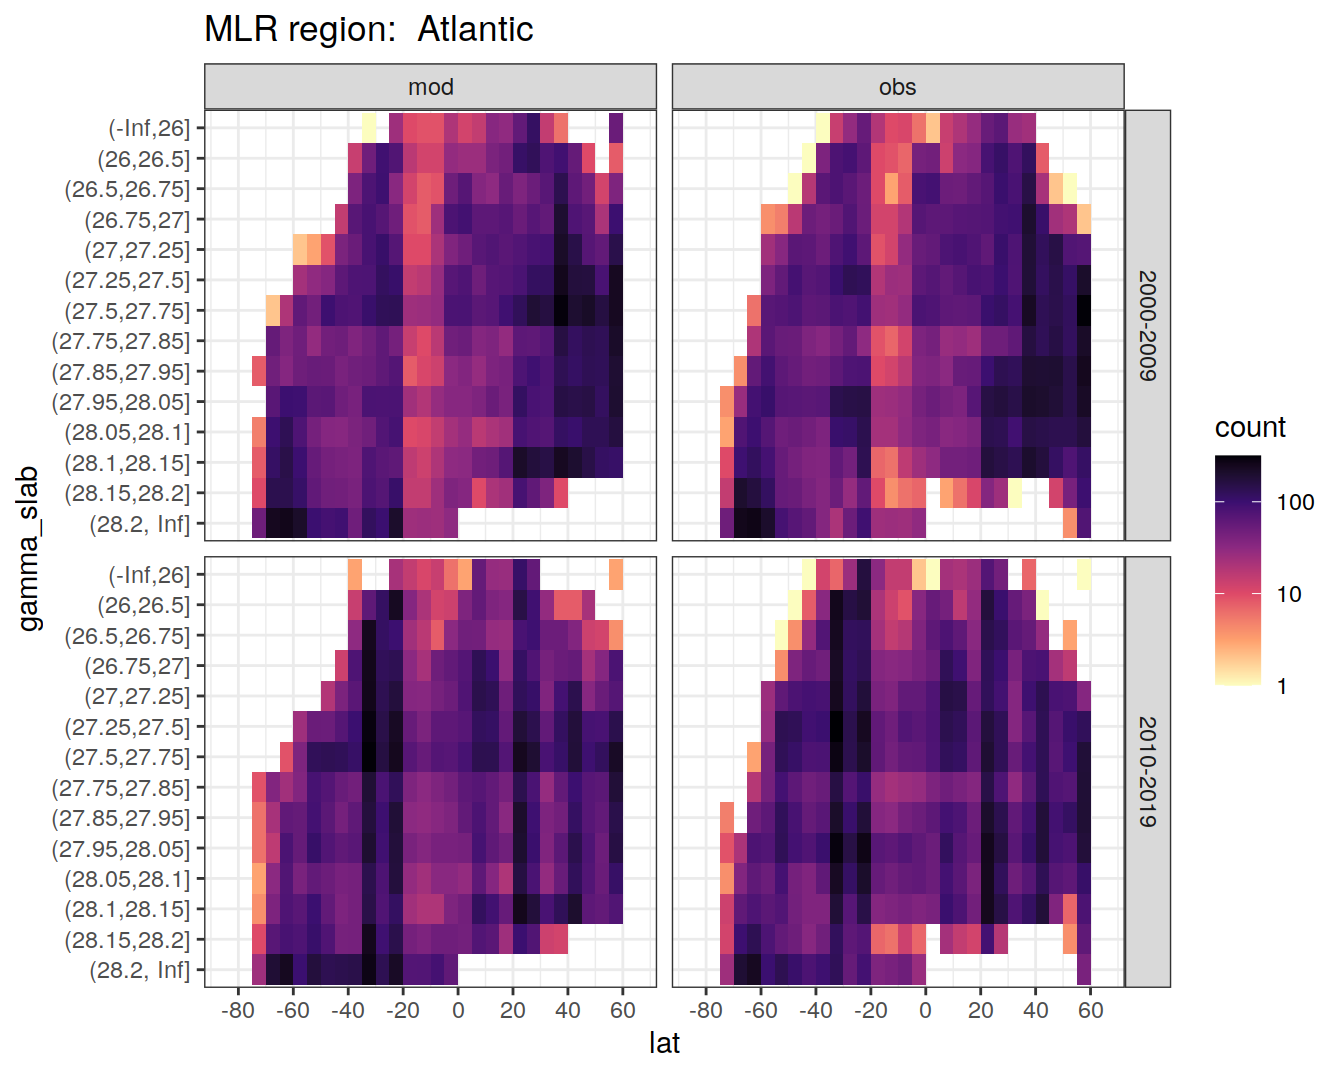 MLR region:  Atlantic
mod
obs
(-Inf,26]
(26,26.5]
(26.5,26.75]
(26.75,27]
(27,27.25]
(27.25,27.5]
(27.5,27.75]
(27.75,27.85]
(27.85,27.95]
(27.95,28.05]
(28.05,28.1]
(28.1,28.15]
(28.15,28.2]
(28.2, Inf]
2000-2009
(-Inf,26]
(26,26.5]
(26.5,26.75]
(26.75,27]
(27,27.25]
(27.25,27.5]
(27.5,27.75]
(27.75,27.85]
(27.85,27.95]
(27.95,28.05]
(28.05,28.1]
(28.1,28.15]
(28.15,28.2]
(28.2, Inf]
2010-2019
gamma_slab
-80 -60 -40 -20 0 20 40 60
-80 -60 -40 -20 0 20 40 60
lat
count
100
10
1